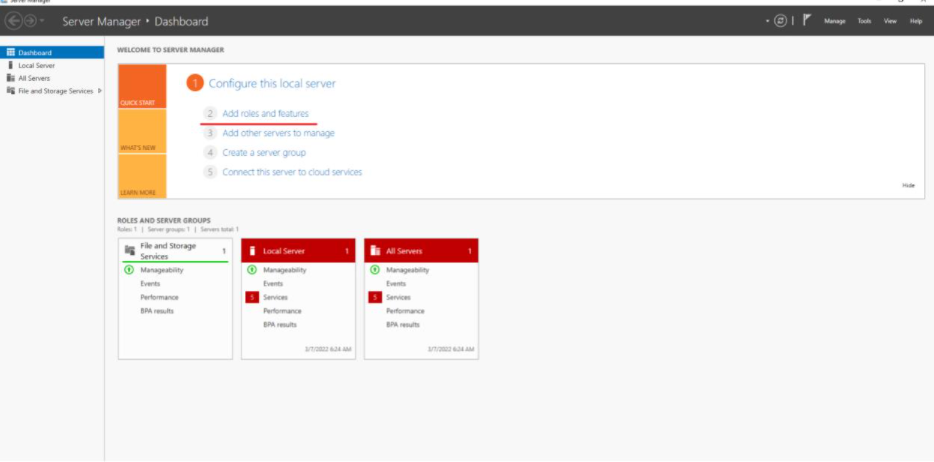 Server Manager
Server Manager • Dashboard
Manage Tools View Help
Dashboard
Local Server
All Servers
File and Storage Services
WELCOME TO SERVER MANAGER
QUICK START
WHAT'S NEW
LEARN MORE
1 Configure this local server
2 Add roles and features
3 Add other servers to manage
4 Create a server group
5 Connect this server to cloud services
Hide
ROLES AND SERVER GROUPS
Roles: 1 | Server groups: 1 | Servers total: 1
File and Storage Services 1
Manageability
Events
Performance
BPA results
Local Server 1
Manageability
Events
5 Services
Performance
BPA results
3/7/2022 6:24 AM
All Servers 1
Manageability
Events
5 Services
Performance
BPA results
3/7/2022 6:24 AM